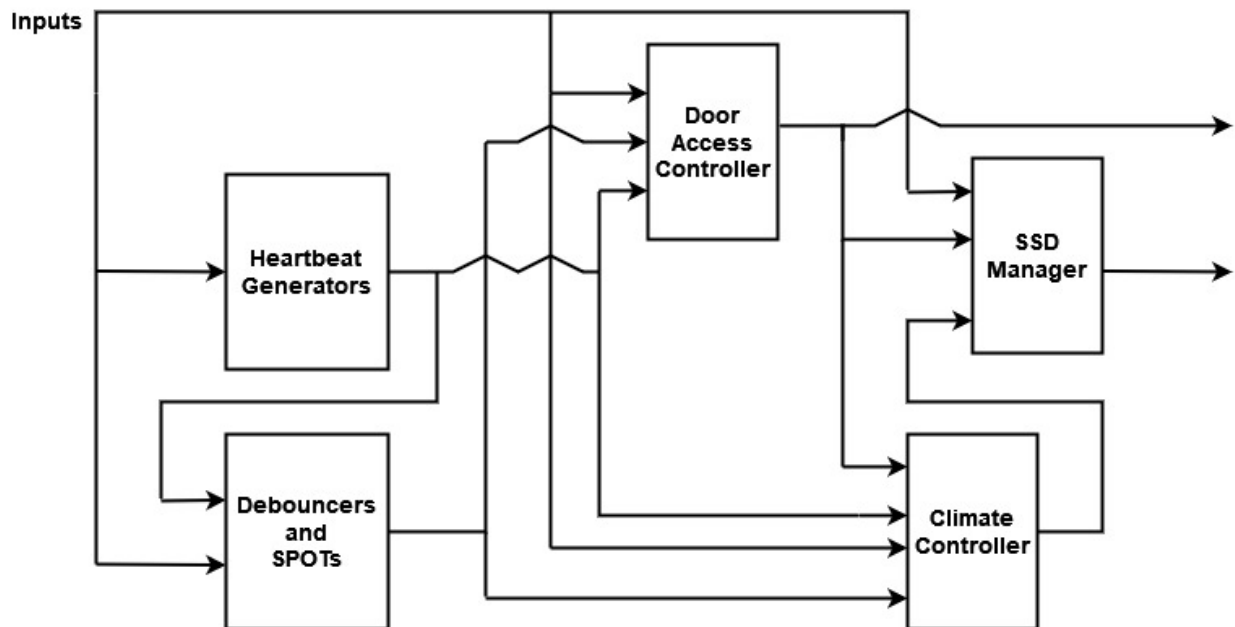 Inputs
Door
Access
Controller
Heartbeat
Generators
SSD
Manager
Debouncers
and
SPOTs
Climate
Controller